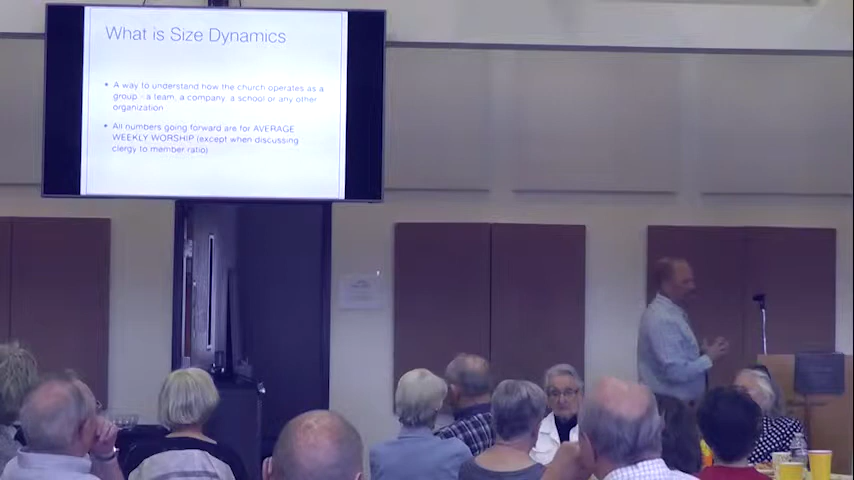 What is Size Dynamics
• A way to understand how the church operates as a
group - a team, a company, a school or any other
organization
• All numbers going forward are for AVERAGE
WEEKLY WORSHIP (except when discussing
clergy to member ratio)